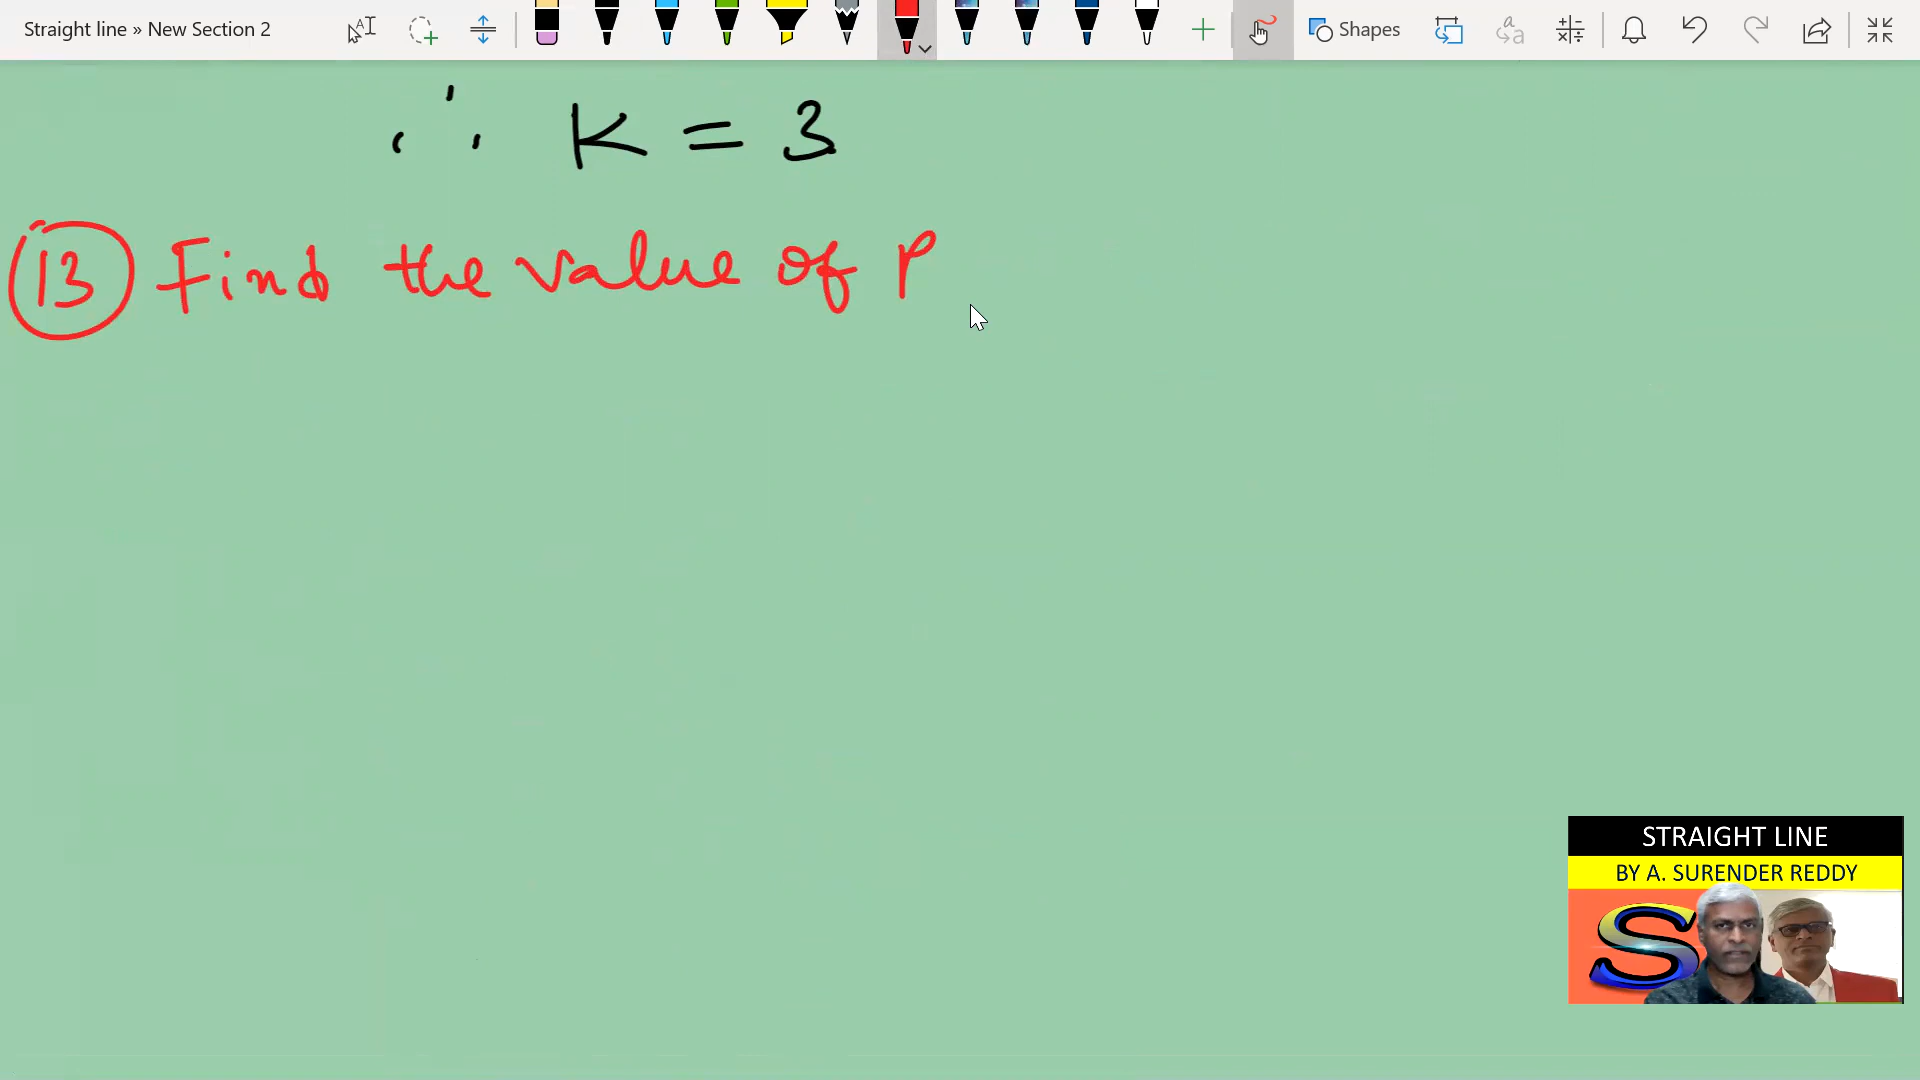 Straight line » New Section 2
Shapes
∴ K = 3
13 Find the value of P
STRAIGHT LINE
BY A. SURENDER REDDY
S